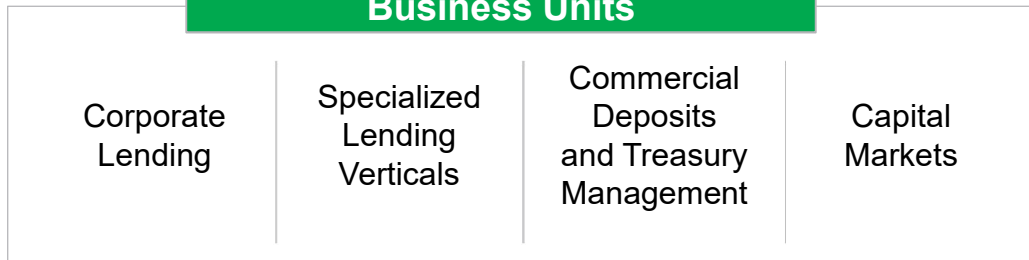 Business Units
Corporate
Lending
Specialized
Lending
Verticals
Commercial
Deposits
and Treasury
Management
Capital
Markets